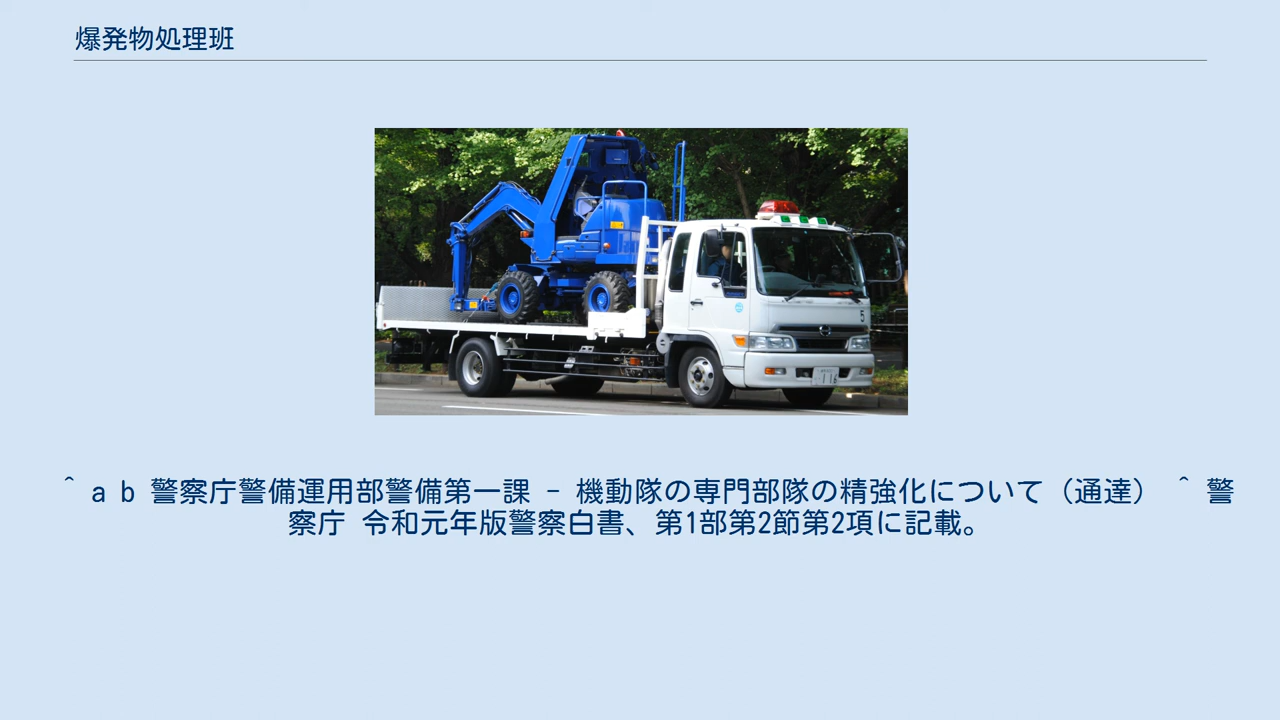 爆発物処理班
5
116
^ a b 警察庁警備運用部警備第一課 - 機動隊の専門部隊の精強化について（通達） ^ 警
察庁 令和元年版警察白書、第1部第2節第2項に記載。